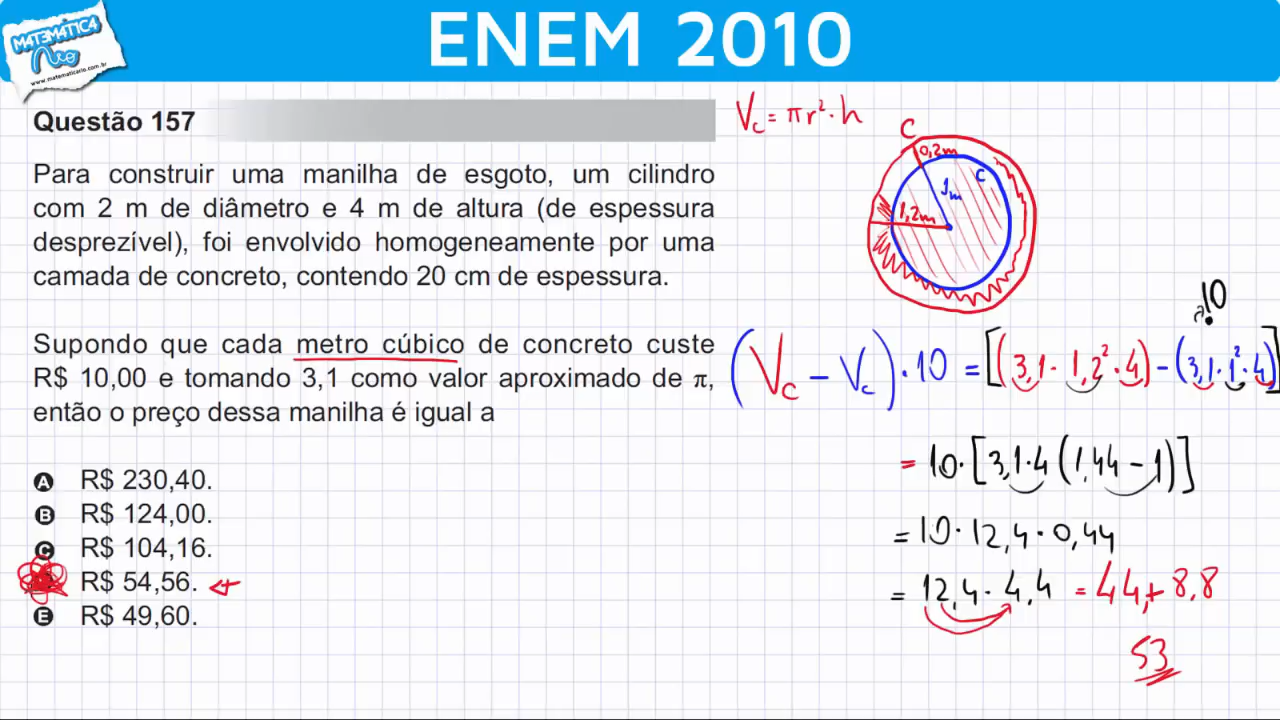 ENEM 2010
MATEMÁTICA
Rio
www.matematicario.com.br
Questão 157
Para construir uma manilha de esgoto, um cilindro
com 2 m de diâmetro e 4 m de altura (de espessura
desprezível), foi envolvido homogeneamente por uma
camada de concreto, contendo 20 cm de espessura.
Supondo que cada metro cúbico de concreto custe
R$ 10,00 e tomando 3,1 como valor aproximado de π,
então o preço dessa manilha é igual a
A R$ 230,40.
B R$ 124,00.
C R$ 104,16.
R$ 54,56.
E R$ 49,60.
Vc = πr²·h
C
0,2m
C
1m
1,2m
·10
(Vc – Vc)·10 = [(3,1·1,2²·4) – (3,1·1²·4)]
= 10·[3,1·4(1,44 – 1)]
= 10·12,4·0,44
= 12,4·4,4 = 44,+ 8,8
53